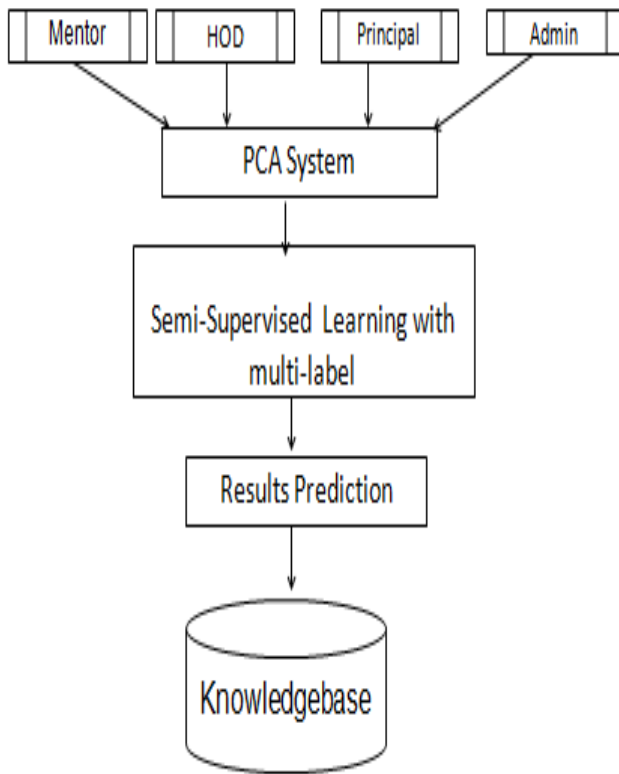 Mentor
HOD
Principal
Admin
PCA System
Semi-Supervised Learning with
multi-label
Results Prediction
Knowledgebase